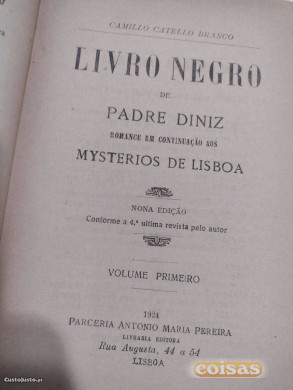 CAMILLO CATELLO BRANCO
LIVRO NEGRO
DE
PADRE DINIZ
ROMANCE EM CONTINUAÇÃO AOS
MYSTERIOS DE LISBOA
NONA EDIÇÃO
Conforme a 4.ª ultima revista pelo autor
VOLUME PRIMEIRO
1924
PARCERIA ANTONIO MARIA PEREIRA
LIVRARIA EDITORA
Rua Augusta, 44 a 54
LISBOA
CustoJusto.pt
coisas